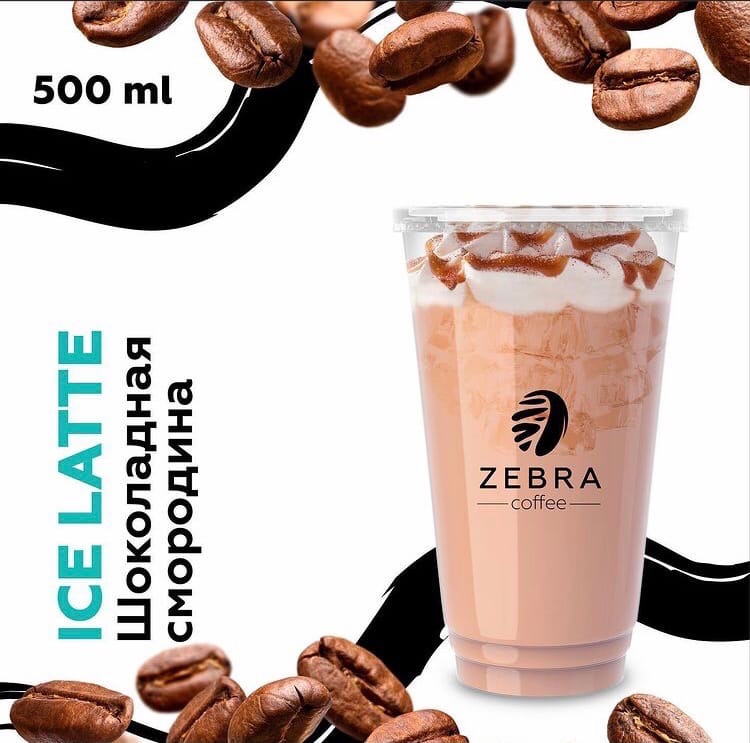 500 ml
ICE LATTE
Шоколадная
смородина
ZEBRA
coffee